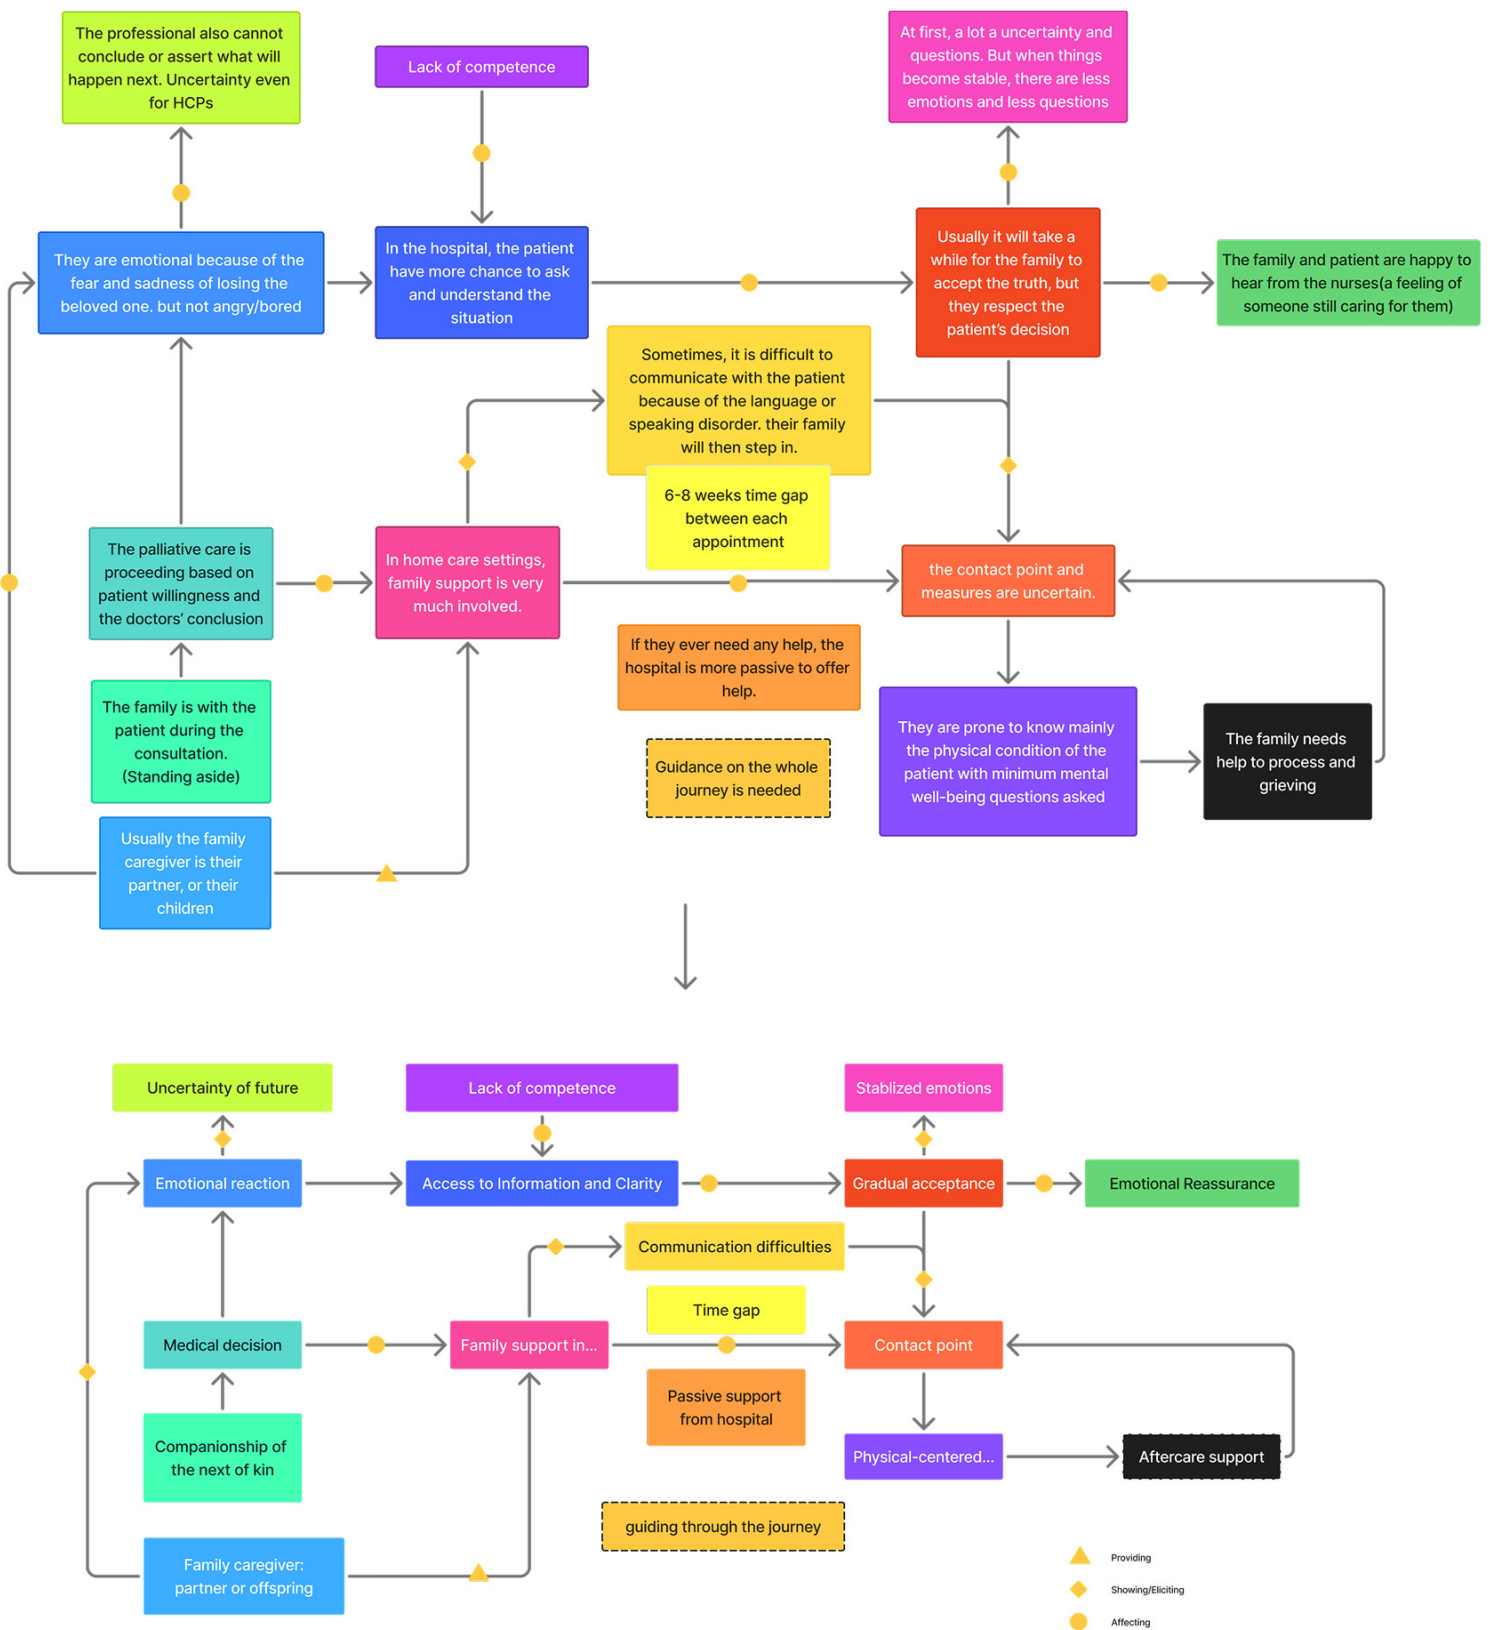 The professional also cannot
conclude or assert what will
happen next. Uncertainty even
for HCPs
Lack of competence
At first, a lot a uncertainty and
questions. But when things
become stable, there are less
emotions and less questions
They are emotional because of the
fear and sadness of losing the
beloved one. but not angry/bored
In the hospital, the patient
have more chance to ask
and understand the
situation
Usually it will take a
while for the family to
accept the truth, but
they respect the
patient's decision
The family and patient are happy to
hear from the nurses(a feeling of
someone still caring for them)
Sometimes, it is difficult to
communicate with the patient
because of the language or
speaking disorder. their family
will then step in.
6-8 weeks time gap
between each
appointment
The palliative care is
proceeding based on
patient willingness and
the doctors' conclusion
In home care settings,
family support is very
much involved.
the contact point and
measures are uncertain.
If they ever need any help, the
hospital is more passive to offer
help.
The family is with the
patient during the
consultation.
(Standing aside)
They are prone to know mainly
the physical condition of the
patient with minimum mental
well-being questions asked
The family needs
help to process and
grieving
Guidance on the whole
journey is needed
Usually the family
caregiver is their
partner, or their
children
Uncertainty of future
Lack of competence
Stablized emotions
Emotional reaction
Access to Information and Clarity
Gradual acceptance
Emotional Reassurance
Communication difficulties
Time gap
Medical decision
Family support in...
Contact point
Passive support
from hospital
Companionship of
the next of kin
Physical-centered...
Aftercare support
guiding through the journey
Family caregiver:
partner or offspring
Providing
Showing/Eliciting
Affecting